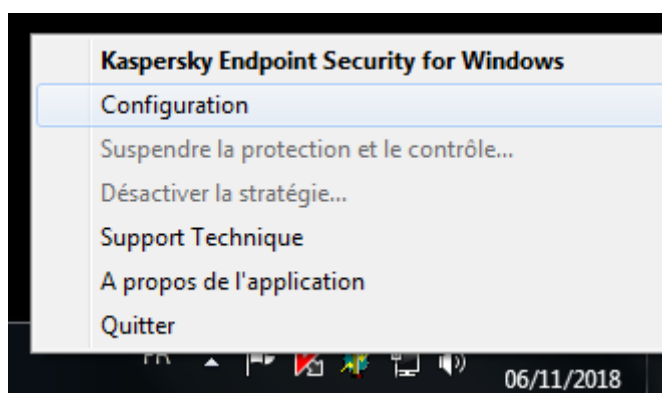 Kaspersky Endpoint Security for Windows
Configuration
Suspendre la protection et le contrôle...
Désactiver la stratégie...
Support Technique
A propos de l'application
Quitter
FR
06/11/2018